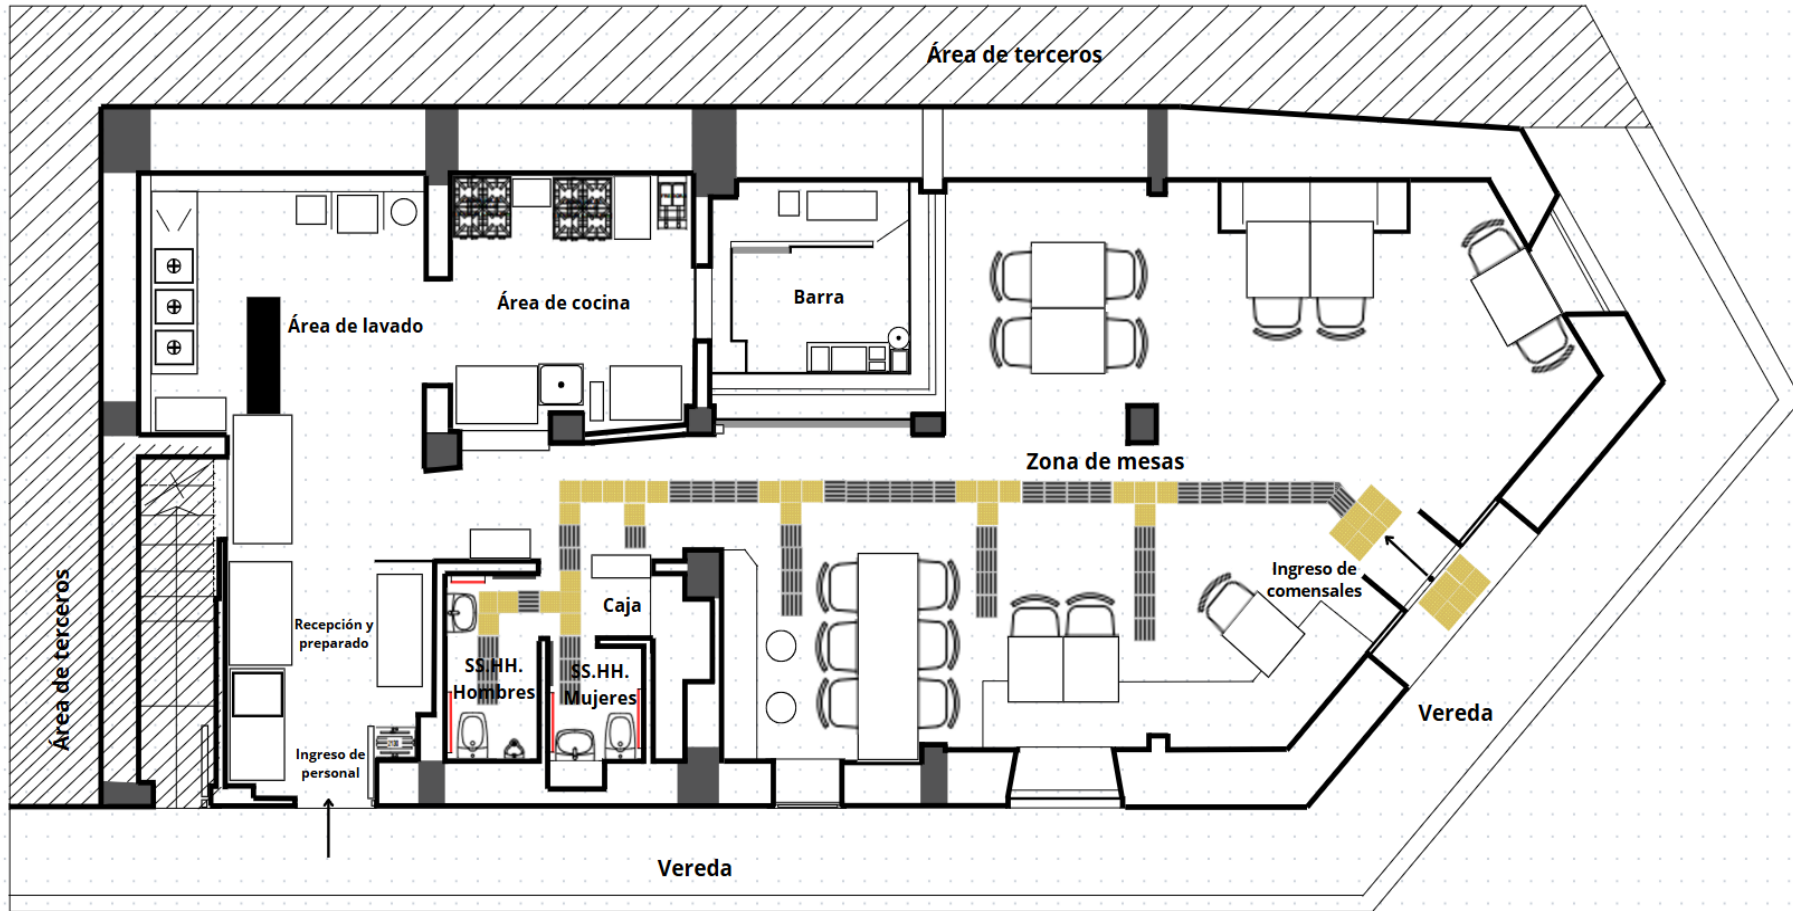 Área de terceros
Barra
Área de cocina
Área de lavado
Zona de mesas
Ingreso de
comensales
Caja
Recepción y
preparado
SS.HH.
Hombres
SS.HH.
Mujeres
Área de terceros
Vereda
Ingreso de
personal
Vereda